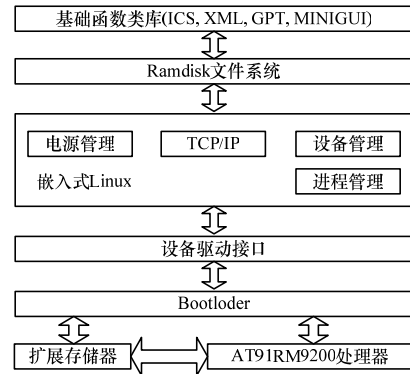 基础函数类库(ICS, XML, GPT, MINIGUI)
Ramdisk文件系统
电源管理
TCP/IP
设备管理
嵌入式Linux
进程管理
设备驱动接口
Bootloder
扩展存储器
AT91RM9200处理器